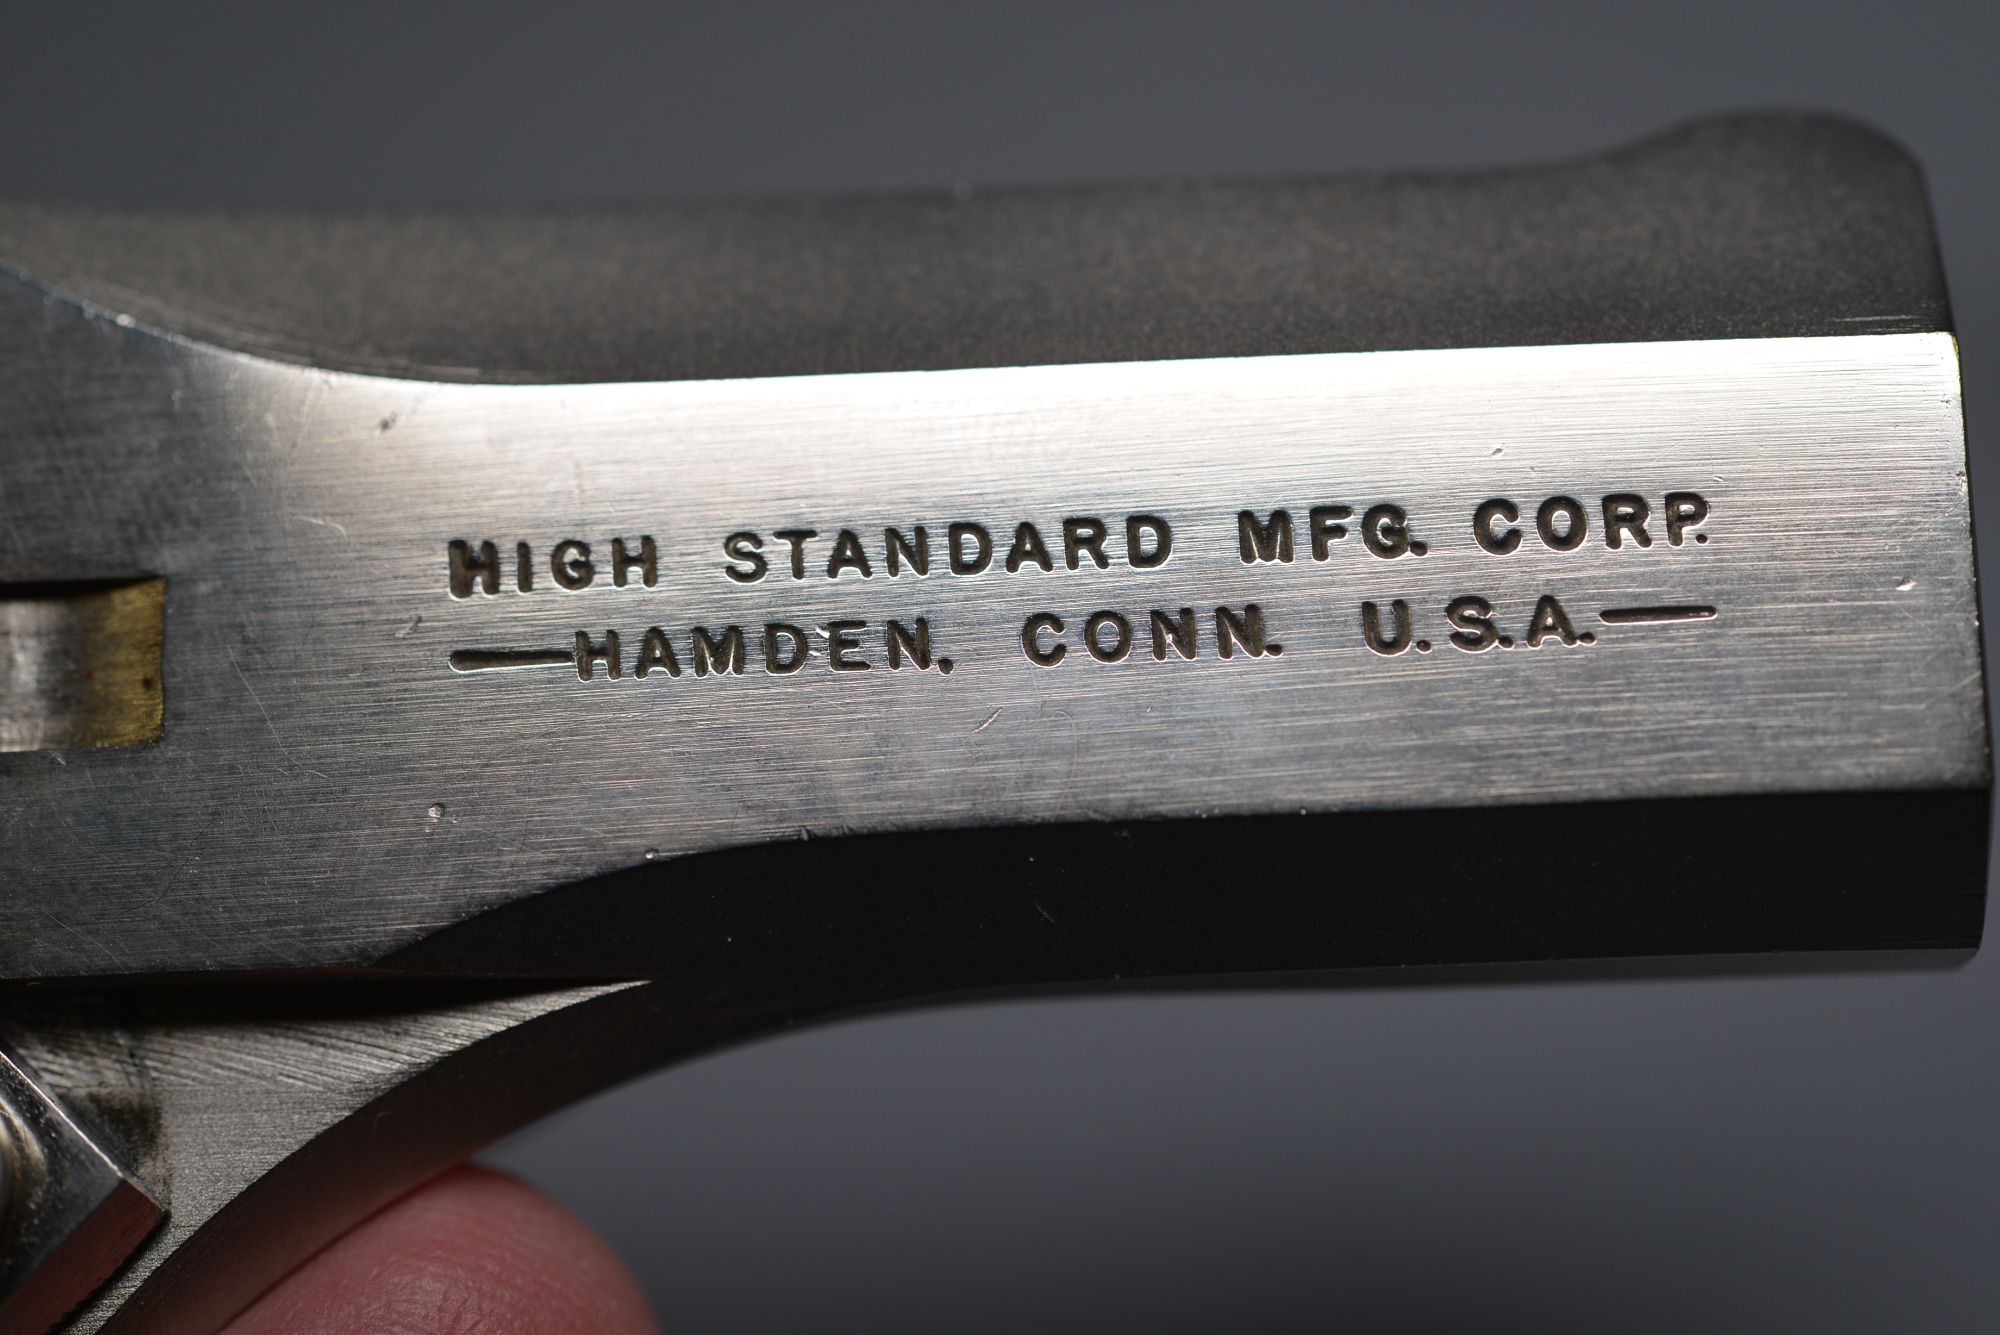 HIGH STANDARD MFG. CORP.
—HAMDEN, CONN. U.S.A.—